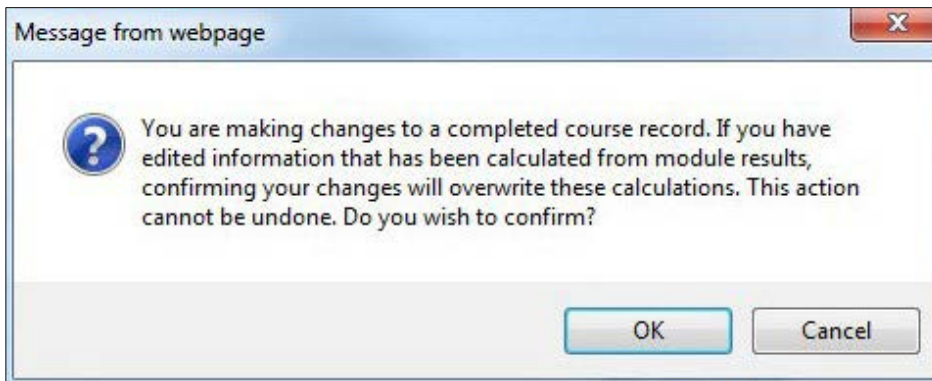 Message from webpage
You are making changes to a completed course record. If you have
edited information that has been calculated from module results,
confirming your changes will overwrite these calculations. This action
cannot be undone. Do you wish to confirm?
OK
Cancel